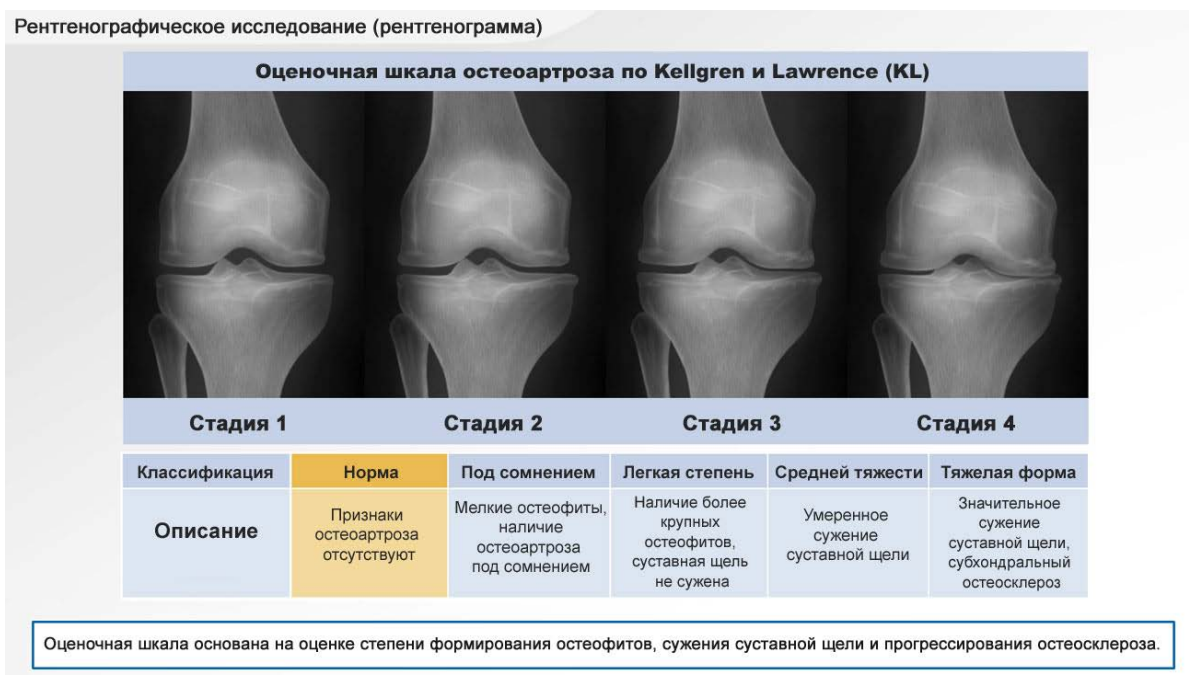 Рентгенографическое исследование (рентгенограмма)
Оценочная шкала остеоартроза по Kellgren и Lawrence (KL)
Стадия 1
Стадия 2
Стадия 3
Стадия 4
Классификация
Норма
Под сомнением
Легкая степень
Средней тяжести
Тяжелая форма
Описание
Признаки
остеоартроза
отсутствуют
Мелкие остеофиты,
наличие
остеоартроза
под сомнением
Наличие более
крупных
остеофитов,
суставная щель
не сужена
Умеренное
сужение
суставной щели
Значительное
сужение
суставной щели,
субхондральный
остеосклероз
Оценочная шкала основана на оценке степени формирования остеофитов, сужения суставной щели и прогрессирования остеосклероза.